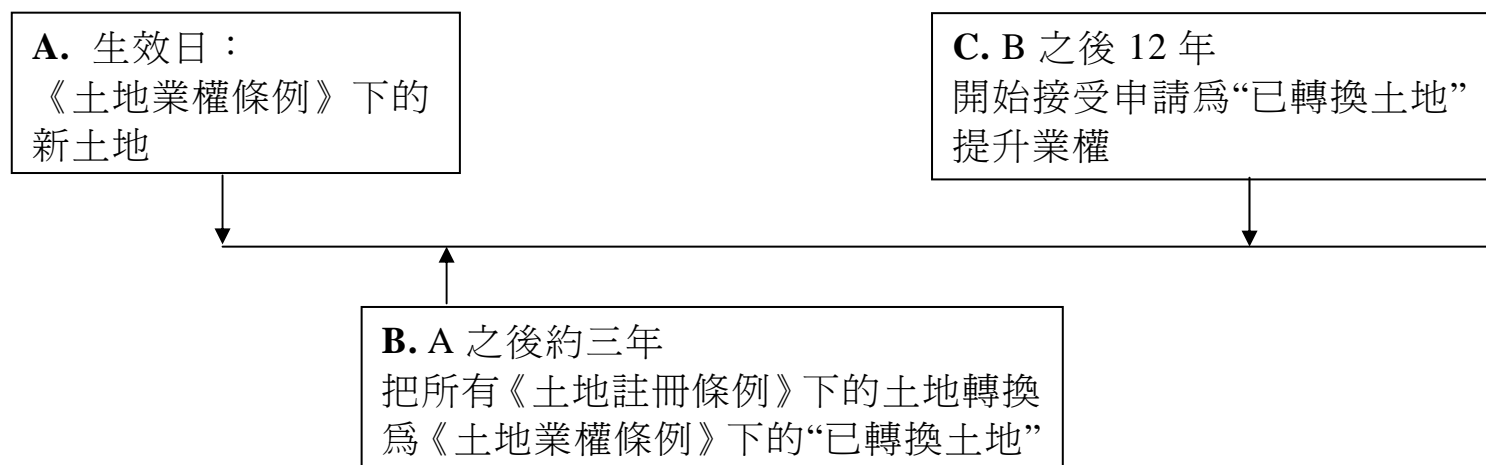 A. 生效日：
《土地業權條例》下的
新土地
C. B 之後 12 年
開始接受申請爲“已轉換土地”
提升業權
B. A 之後約三年
把所有《土地註冊條例》下的土地轉換
爲《土地業權條例》下的“已轉換土地”